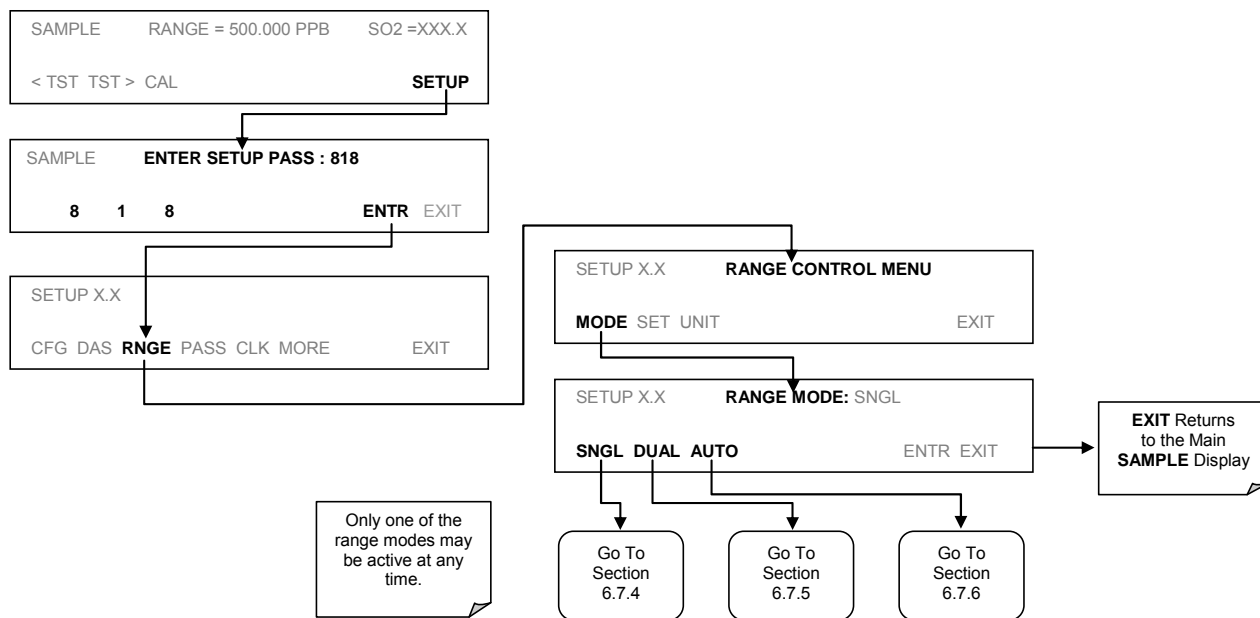 SAMPLE RANGE = 500.000 PPB SO2 =XXX.X
< TST TST > CAL SETUP
SAMPLE ENTER SETUP PASS : 818
8 1 8 ENTR EXIT
SETUP X.X
CFG DAS RNGE PASS CLK MORE EXIT
SETUP X.X RANGE CONTROL MENU
MODE SET UNIT EXIT
SETUP X.X RANGE MODE: SNGL
SNGL DUAL AUTO ENTR EXIT
EXIT Returns
to the Main
SAMPLE Display
Only one of the
range modes may
be active at any
time.
Go To
Section
6.7.4
Go To
Section
6.7.5
Go To
Section
6.7.6